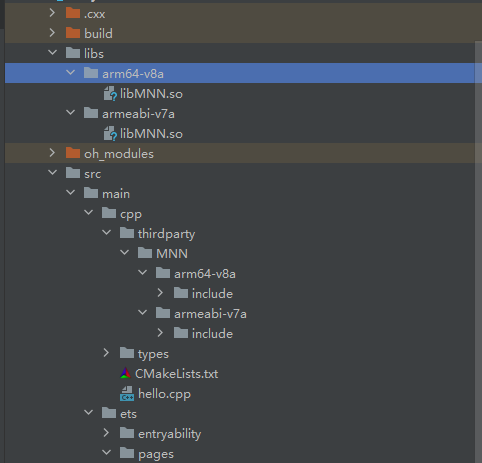 .cxx
build
libs
arm64-v8a
libMNN.so
armeabi-v7a
libMNN.so
oh_modules
src
main
cpp
thirdparty
MNN
arm64-v8a
include
armeabi-v7a
include
types
CMakeLists.txt
hello.cpp
ets
entryability
pages